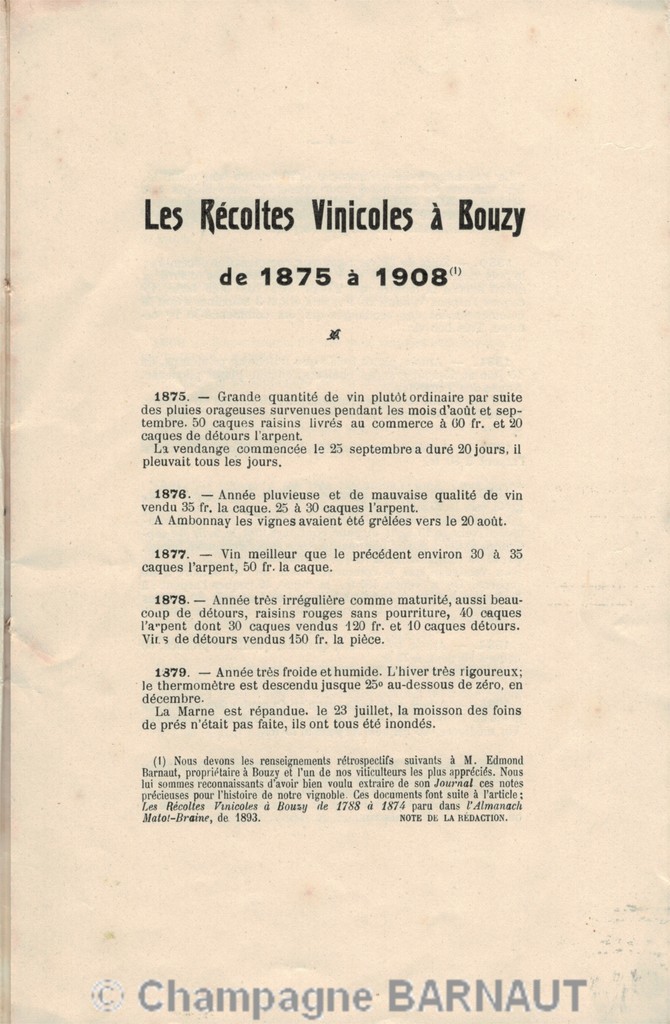 Les Récoltes Vinicoles à Bouzy
de 1875 à 1908 (1)
1875. — Grande quantité de vin plutôt ordinaire par suite
des pluies orageuses survenues pendant les mois d'août et sep-
tembre. 50 caques raisins livrés au commerce à 60 fr. et 20
caques de détours l'arpent.
La vendange commencée le 25 septembre a duré 20 jours, il
pleuvait tous les jours.
1876. — Année pluvieuse et de mauvaise qualité de vin
vendu 35 fr. la caque. 25 à 30 caques l'arpent.
A Ambonnay les vignes avaient été grêlées vers le 20 août.
1877. — Vin meilleur que le précédent environ 30 à 35
caques l'arpent, 50 fr. la caque.
1878. — Année très irrégulière comme maturité, aussi beau-
coup de détours, raisins rouges sans pourriture, 40 caques
l'arpent dont 30 caques vendus 120 fr. et 10 caques détours.
Vins de détours vendus 150 fr. la pièce.
1879. — Année très froide et humide. L'hiver très rigoureux;
le thermomètre est descendu jusque 25° au-dessous de zéro, en
décembre.
La Marne est répandue. le 23 juillet, la moisson des foins
de prés n'était pas faite, ils ont tous été inondés.
(1) Nous devons les renseignements rétrospectifs suivants à M. Edmond
Barnaut, propriétaire à Bouzy et l'un de nos viticulteurs les plus appréciés. Nous
lui sommes reconnaissants d'avoir bien voulu extraire de son Journal ces notes
précieuses pour l'histoire de notre vignoble. Ces documents font suite à l'article :
Les Récoltes Vinicoles à Bouzy de 1788 à 1874 paru dans l'Almanach
Matot-Braine, de 1893. NOTE DE LA RÉDACTION.
© Champagne BARNAUT